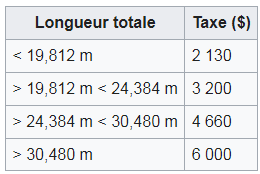 Longueur totale Taxe ($)
< 19,812 m 2 130
> 19,812 m < 24,384 m 3 200
> 24,384 m < 30,480 m 4 660
> 30,480 m 6 000